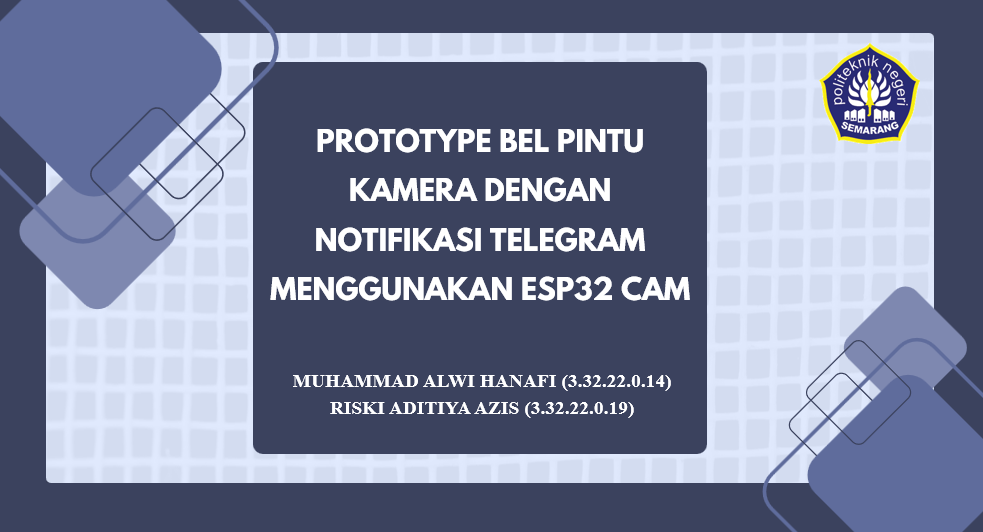 politeknik negeri
SEMARANG
PROTOTYPE BEL PINTU
KAMERA DENGAN
NOTIFIKASI TELEGRAM
MENGGUNAKAN ESP32 CAM
MUHAMMAD ALWI HANAFI (3.32.22.0.14)
RISKI ADITIYA AZIS (3.32.22.0.19)